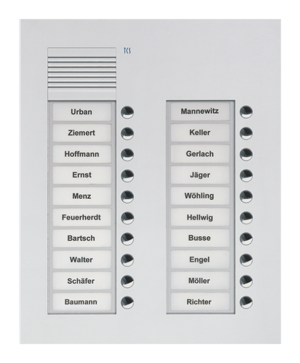 Urban
Ziemert
Hoffmann
Ernst
Menz
Feuerherdt
Bartsch
Walter
Schäfer
Baumann
Mannewitz
Keller
Gerlach
Jäger
Wöhling
Hellwig
Busse
Engel
Möller
Richter